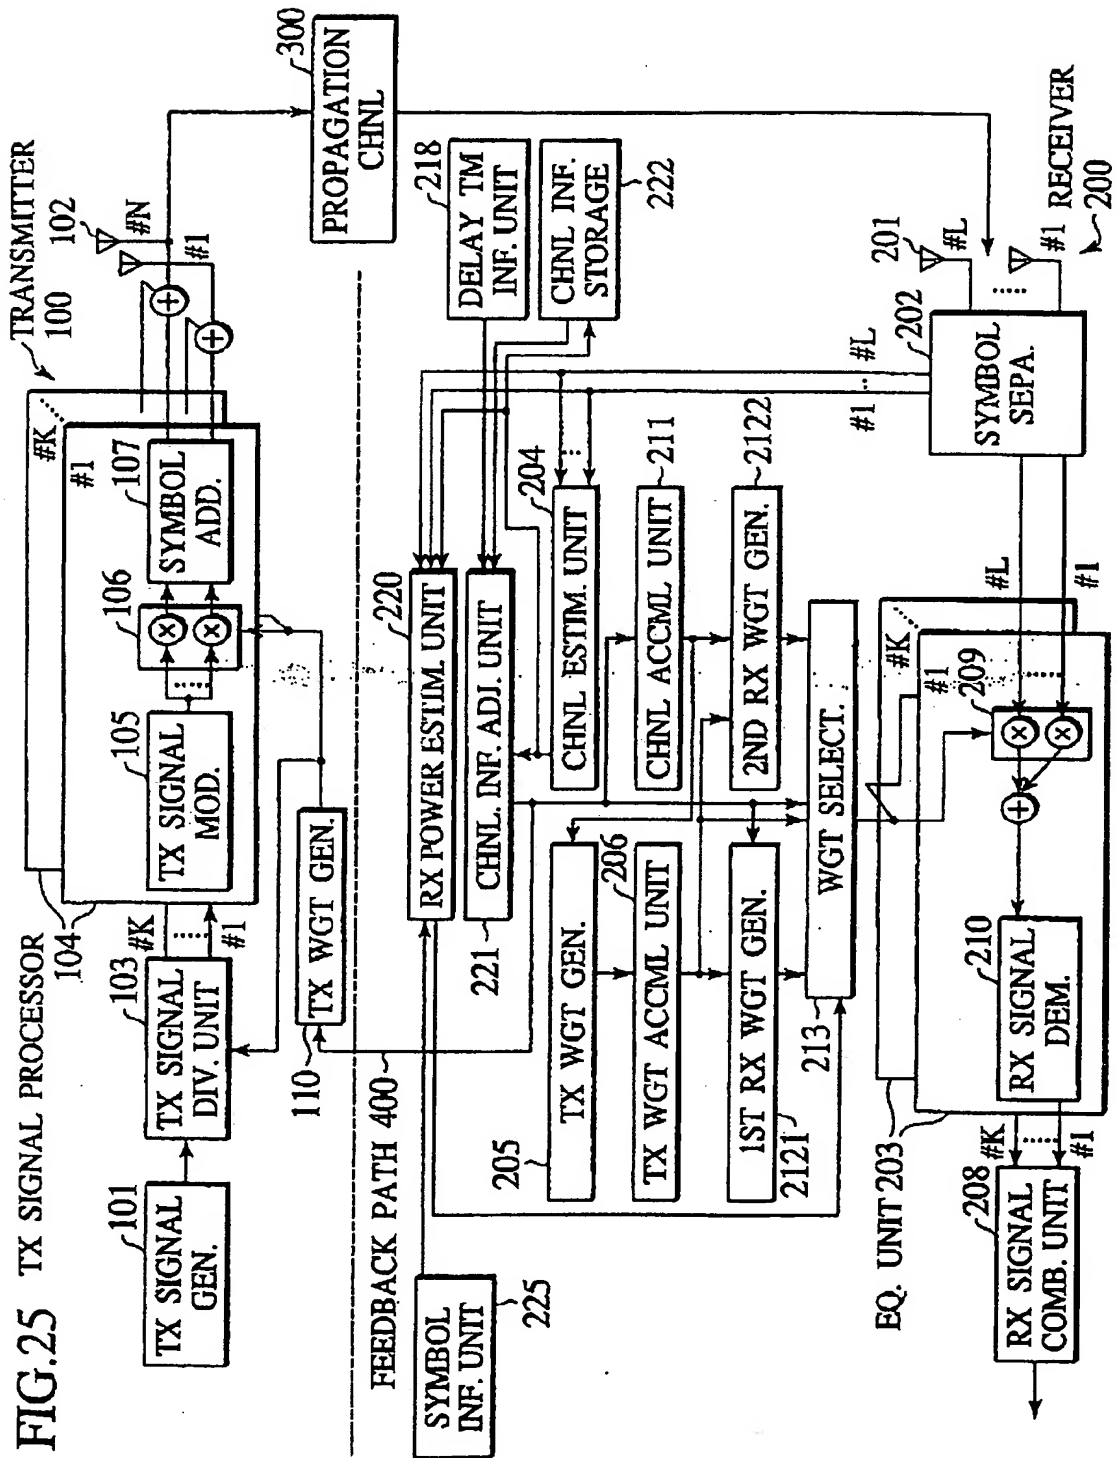 FIG.25
TX SIGNAL PROCESSOR
TRANSMITTER
100
101
TX SIGNAL
GEN.
103
TX SIGNAL
DIV. UNIT
#K
#1
104
105
TX SIGNAL
MOD.
106
107
SYMBOL
ADD.
#K
#1
102
#N
#1
110
TX WGT GEN.
300
PROPAGATION
CHNL
FEEDBACK PATH 400
SYMBOL
INF. UNIT
225
220
RX POWER ESTIM. UNIT
CHNL. INF. ADJ. UNIT
221
218
DELAY TM
INF. UNIT
CHNL INF.
STORAGE
222
204
CHNL ESTIM. UNIT
205
TX WGT GEN.
206
TX WGT ACCML UNIT
211
CHNL ACCML UNIT
1ST RX WGT GEN.
2121
2122
2ND RX WGT GEN.
WGT SELECT.
213
#L
#1
201
#L
#1
202
SYMBOL
SEPA.
RECEIVER
200
EQ. UNIT 203
#K
#1
#L
#1
209
210
RX SIGNAL
DEM.
#K
#1
208
RX SIGNAL
COMB. UNIT